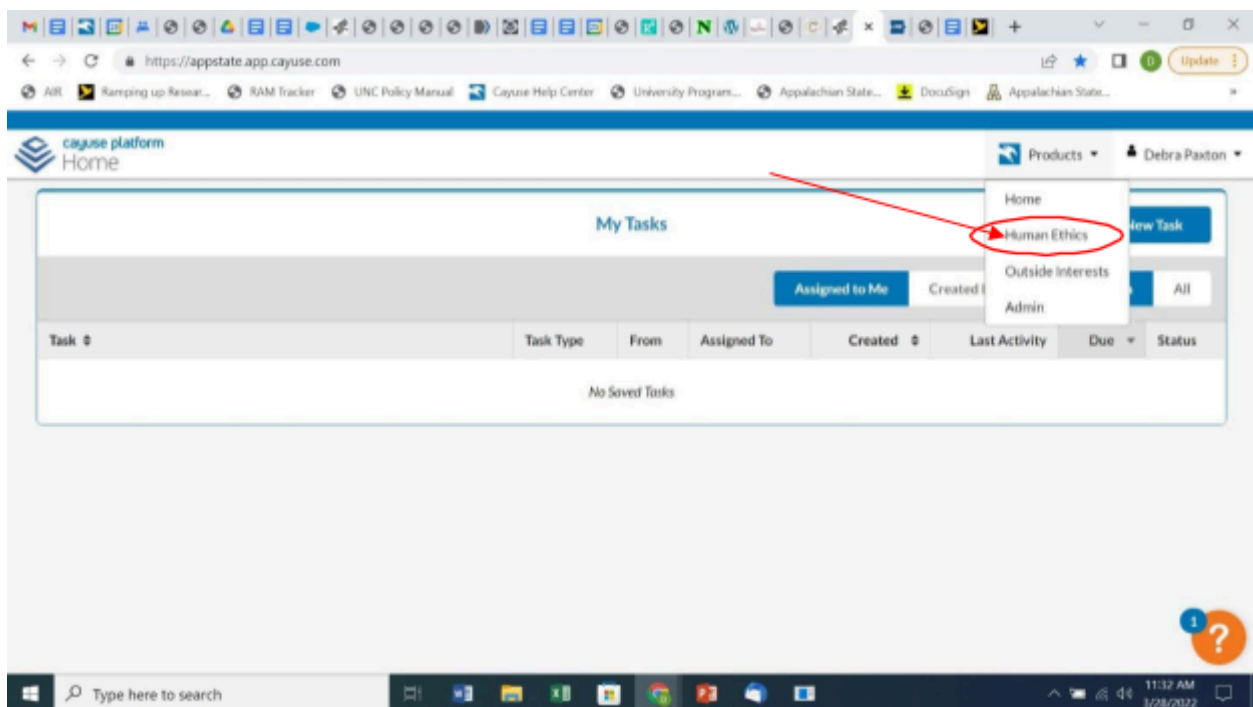 https://appstate.app.cayuse.com
D
Update
AIR
Ramping up Resear...
RAM Tracker
UNC Policy Manual
Cayuse Help Center
University Program...
Appalachian State...
DocuSign
Appalachian State...
cayuse platform
Home
Products
Debra Paxton
Home
Human Ethics
Outside Interests
Admin
My Tasks
New Task
Assigned to Me
Created
All
Task
Task Type
From
Assigned To
Created
Last Activity
Due
Status
No Saved Tasks
1
?
Type here to search
11:32 AM
3/28/2022